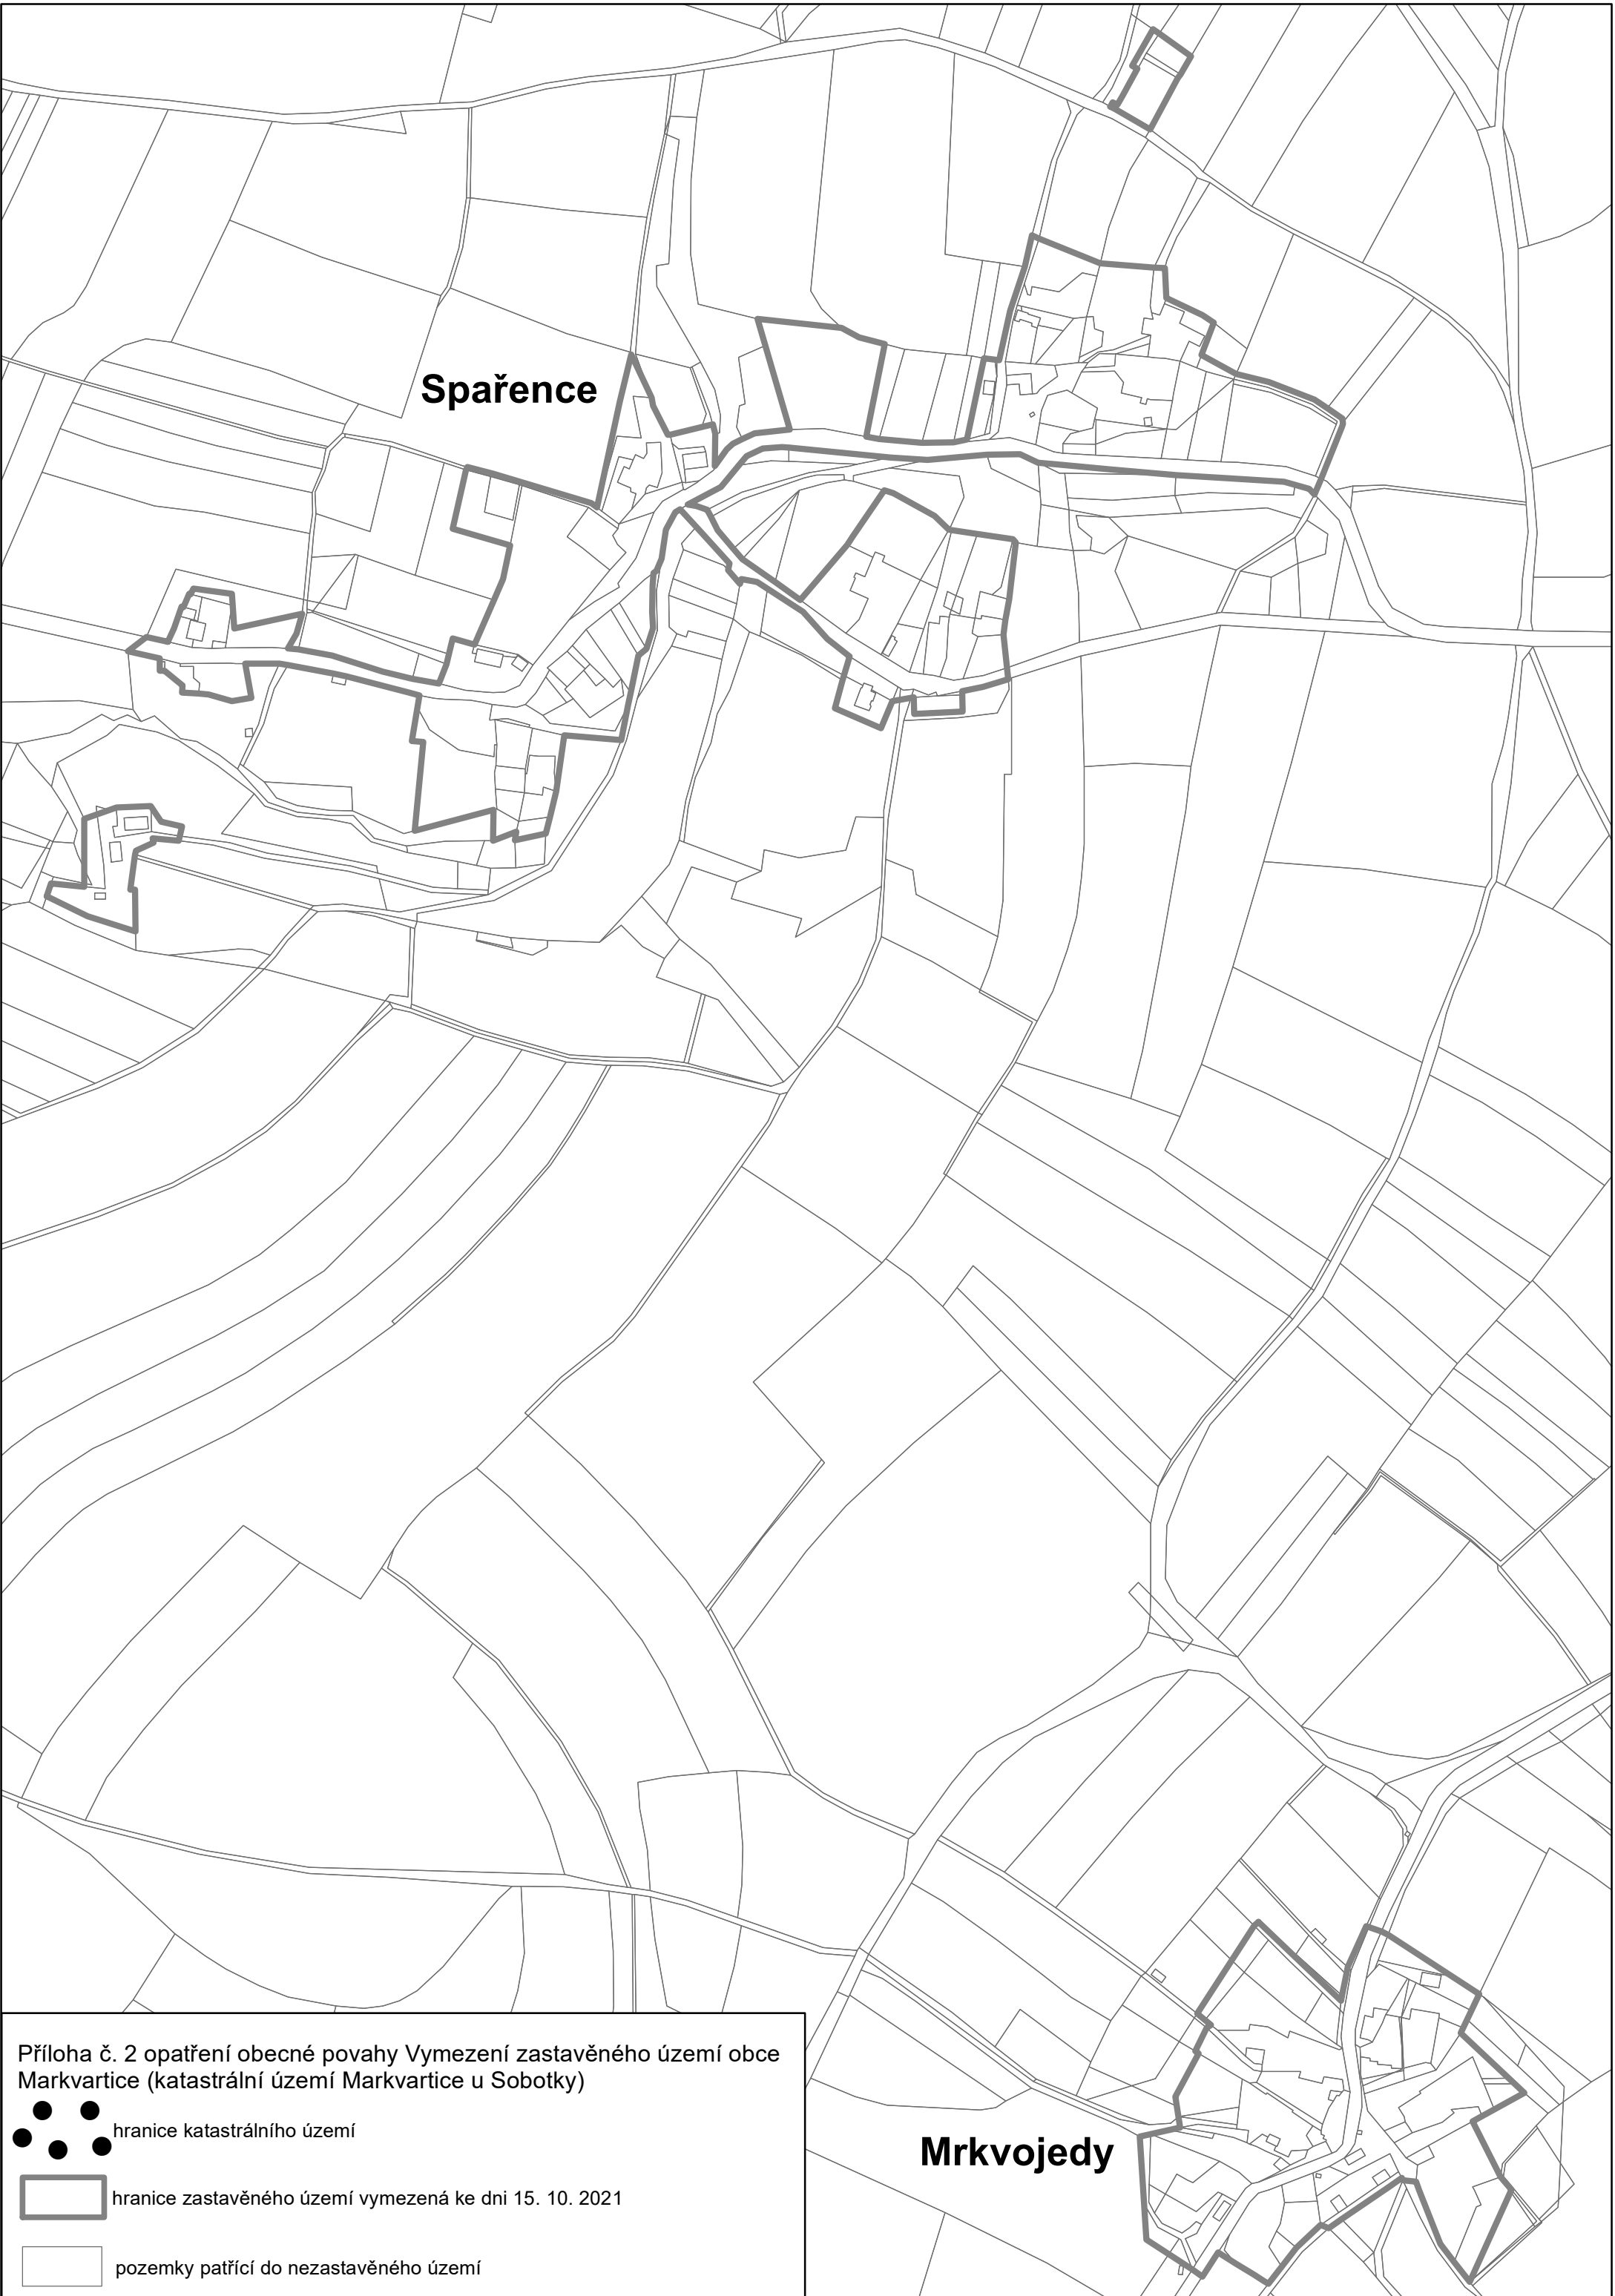 Spařence
Mrkvojedy
Příloha č. 2 opatření obecné povahy Vymezení zastavěného území obce
Markvartice (katastrální území Markvartice u Sobotky)
hranice katastrálního území
hranice zastavěného území vymezená ke dni 15. 10. 2021
pozemky patřící do nezastavěného území